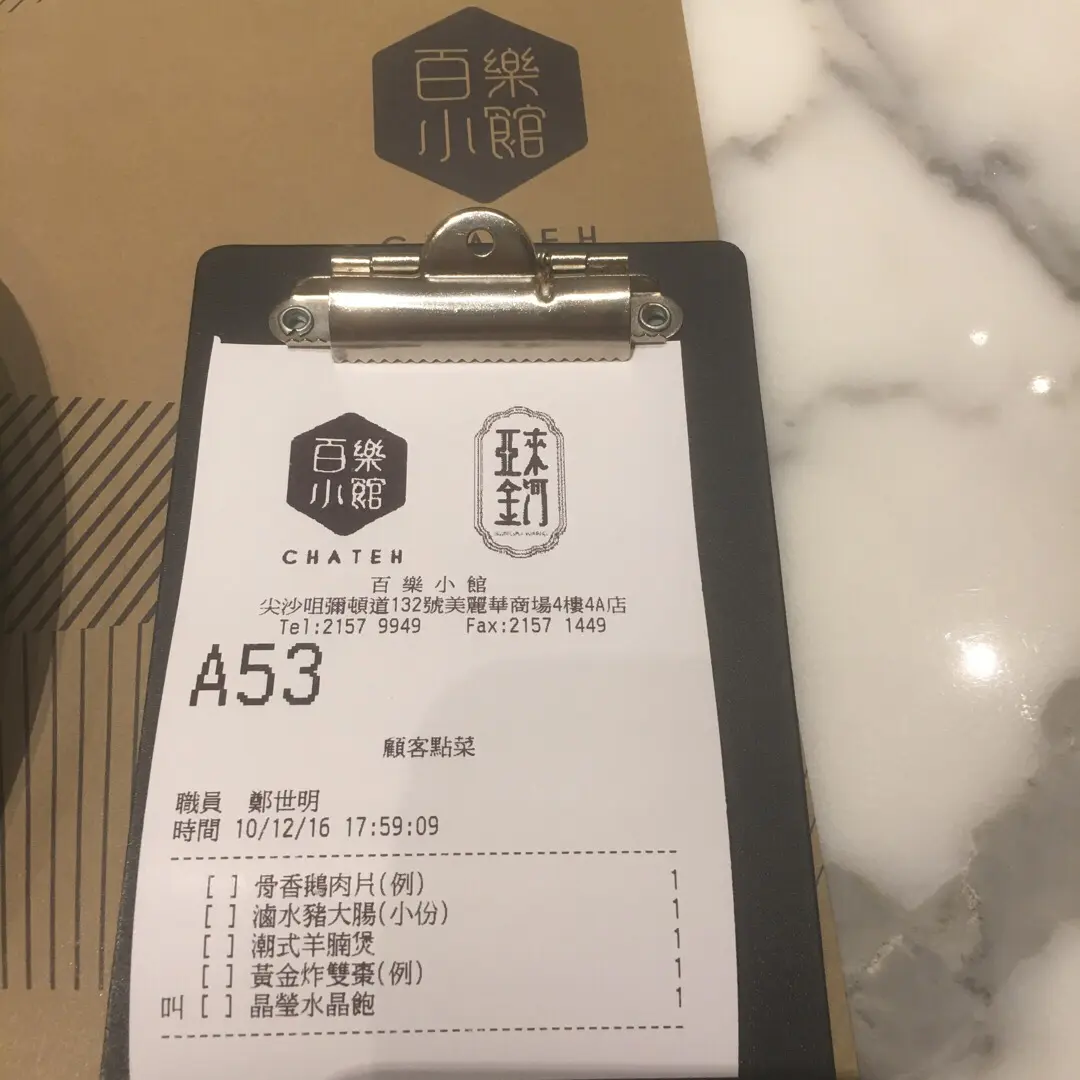 百樂
小館
CHATEH
百樂
小館
CHATEH
百樂小館
尖沙咀彌頓道132號美麗華商場4樓4A店
Tel:2157 9949 Fax:2157 1449
A53
顧客點菜
職員 鄭世明
時間 10/12/16 17:59:09
[ ] 骨香鵝肉片(例) 1
[ ] 滷水豬大腸(小份) 1
[ ] 潮式羊腩煲 1
[ ] 黃金炸雙棗(例) 1
叫 [ ] 晶瑩水晶飽 1